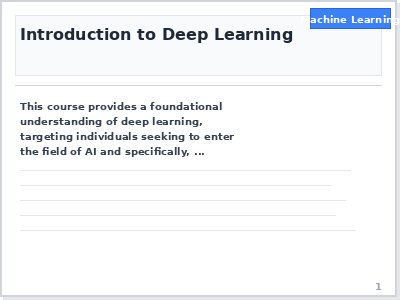 Machine Learning
Introduction to Deep Learning
This course provides a foundational
understanding of deep learning,
targeting individuals seeking to enter
the field of AI and specifically, ...
1